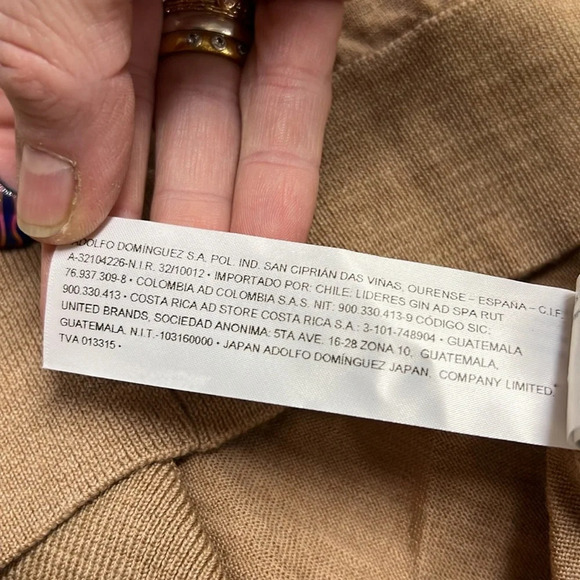 ADOLFO DOMINGUEZ S.A. POL. IND. SAN CIPRIÁN DAS VIÑAS, OURENSE - ESPAÑA - C.I.F:
A-32104226-N.I.R. 32/10012 • IMPORTADO POR: CHILE: LIDERES GIN AD SPA RUT
76.937.309-8 • COLOMBIA AD COLOMBIA S.A.S. NIT: 900.330.413-9 CÓDIGO SIC:
900.330.413 • COSTA RICA AD STORE COSTA RICA S.A.: 3-101-748904 • GUATEMALA
UNITED BRANDS, SOCIEDAD ANONIMA: 5TA AVE. 16-28 ZONA 10, GUATEMALA,
GUATEMALA. N.I.T.-103160000 • JAPAN ADOLFO DOMÍNGUEZ JAPAN, COMPANY LIMITED.
TVA 013315 •